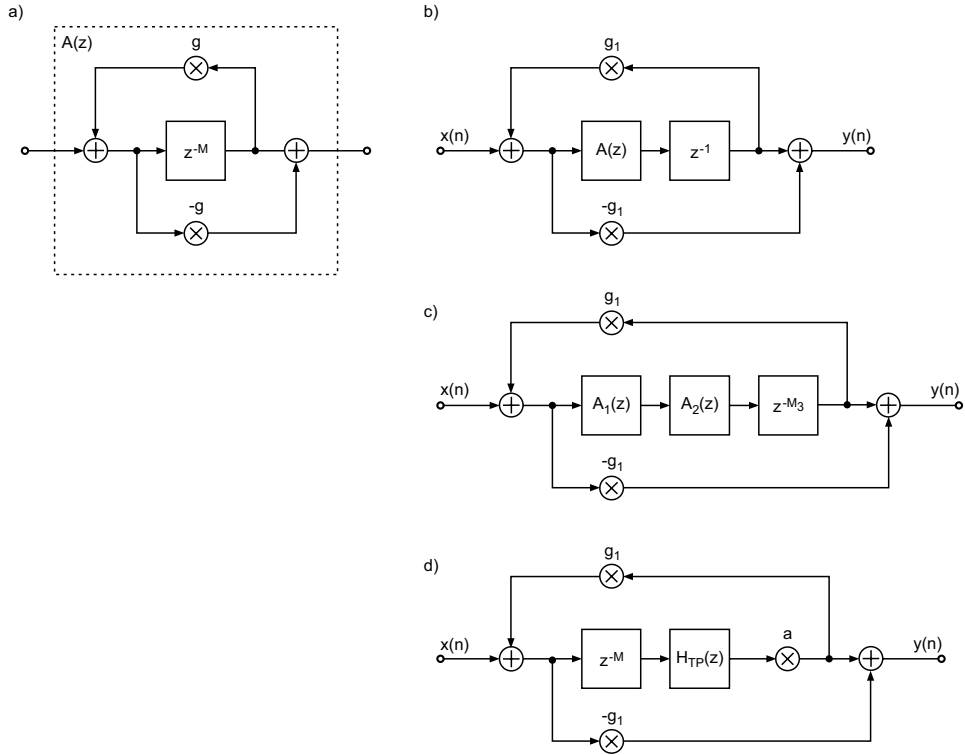 a)
A(z)
g
z-M
-g
b)
g1
x(n)
A(z)
z-1
y(n)
-g1
c)
g1
x(n)
A1(z)
A2(z)
z-M3
y(n)
-g1
d)
g1
x(n)
z-M
HTP(z)
a
y(n)
-g1